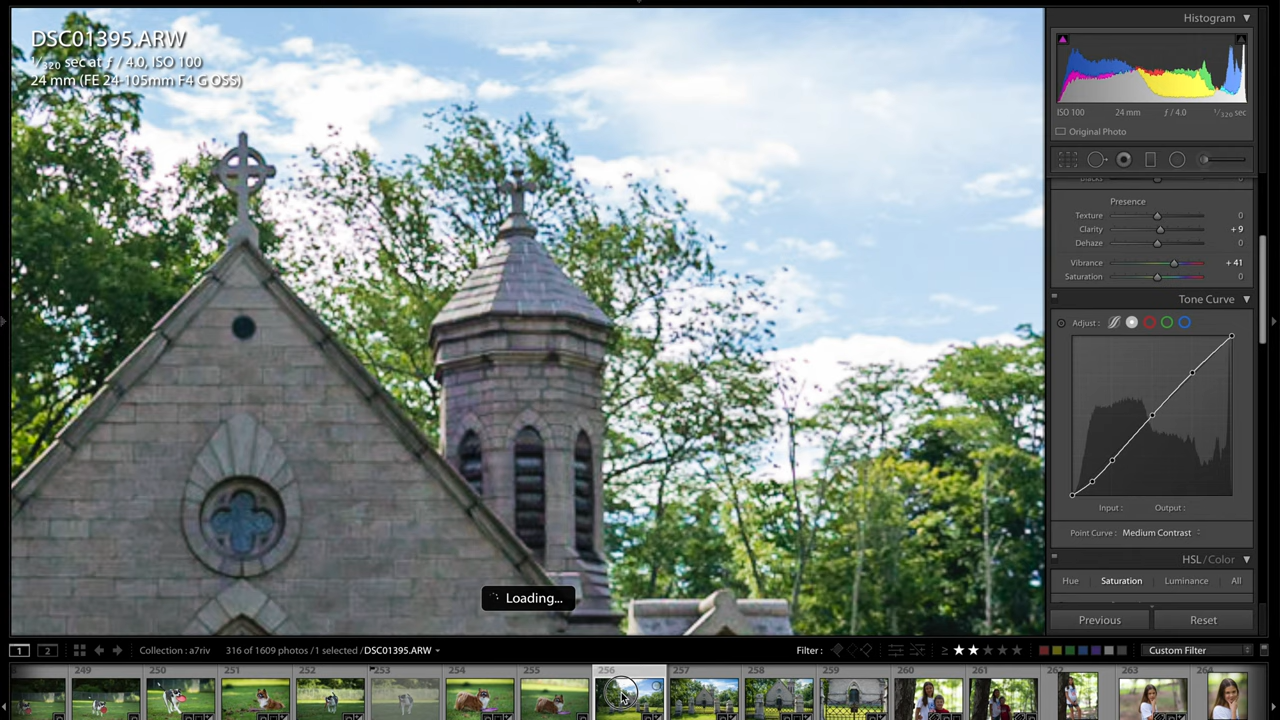 Histogram
DSC01395.ARW
1/320 sec at ƒ / 4.0, ISO 100
24 mm (FE 24-105mm F4 G OSS)
ISO 100 24 mm ƒ / 4.0 1/320 sec
Original Photo
Blacks 0
Presence
Texture 0
Clarity + 9
Dehaze 0
Vibrance + 41
Saturation 0
Tone Curve
Adjust :
Input : Output :
Point Curve : Medium Contrast
HSL / Color
Hue Saturation Luminance All
Loading...
Previous Reset
1 2 Collection : a7riv 316 of 1609 photos / 1 selected / DSC01395.ARW Filter : ≥ Custom Filter
249 250 251 252 253 254 255 256 257 258 259 260 261 262 263 264